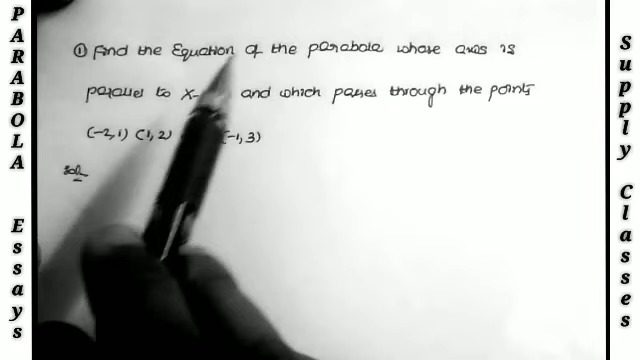 PARABOLA Essays
① Find the Equation of the parabola whose axis is
parallel to X- and which passes through the points
(-2,1) (1,2) (-1,3)
Sol
Supply Classes